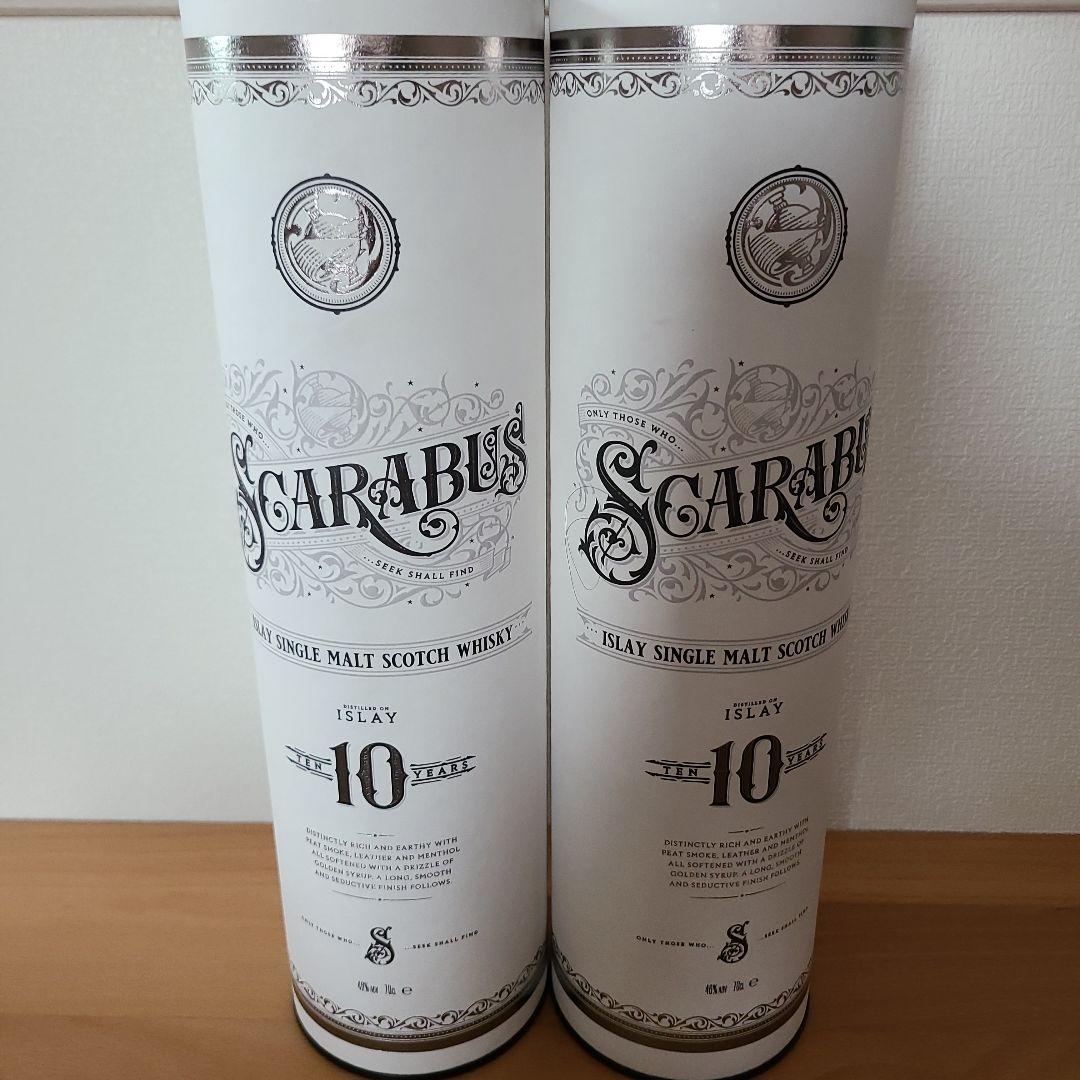 THOSE WHO...
SCARABUS
...SEEK SHALL FIND
ISLAY SINGLE MALT SCOTCH WHISKY
DISTILLED ON
ISLAY
TEN 10 YEARS
DISTINCTLY RICH AND EARTHY WITH
PEAT SMOKE, LEATHER AND MENTHOL
ALL SOFTENED WITH A DRIZZLE OF
GOLDEN SYRUP. A LONG, SMOOTH
AND SEDUCTIVE FINISH FOLLOWS.
ONLY THOSE WHO... S ...SEEK SHALL FIND
46% ABV 70cl e
ONLY THOSE WHO...
SCARABUS
...SEEK SHALL FIND
ISLAY SINGLE MALT SCOTCH WHISKY
DISTILLED ON
ISLAY
TEN 10 YEARS
DISTINCTLY RICH AND EARTHY WITH
PEAT SMOKE, LEATHER AND MENTHOL
ALL SOFTENED WITH A DRIZZLE OF
GOLDEN SYRUP. A LONG, SMOOTH
AND SEDUCTIVE FINISH FOLLOWS.
ONLY THOSE WHO... S ...SEEK SHALL FIND
46% ABV 70cl e